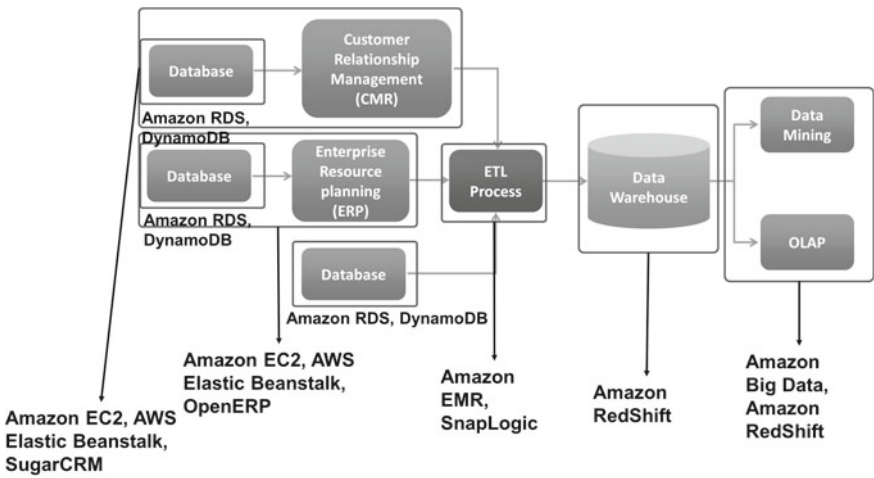 Database
Customer
Relationship
Management
(CMR)
Amazon RDS,
DynamoDB
Database
Enterprise
Resource
planning
(ERP)
Amazon RDS,
DynamoDB
Database
Amazon RDS, DynamoDB
ETL
Process
Data
Warehouse
Data
Mining
OLAP
Amazon EC2, AWS
Elastic Beanstalk,
SugarCRM
Amazon EC2, AWS
Elastic Beanstalk,
OpenERP
Amazon
EMR,
SnapLogic
Amazon
RedShift
Amazon
Big Data,
Amazon
RedShift